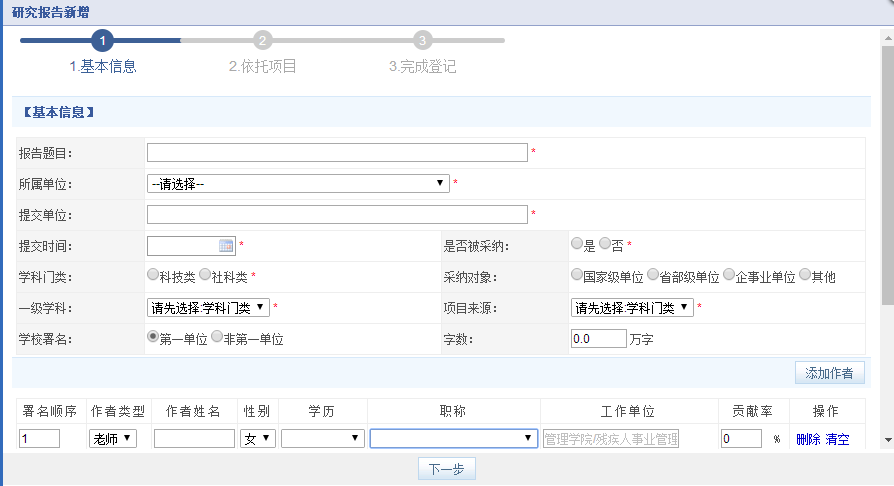 研究报告新增
1 2 3
1.基本信息 2.依托项目 3.完成登记
【基本信息】
报告题目： *
所属单位： --请选择-- *
提交单位： *
提交时间： * 是否被采纳： 是 否 *
学科门类： 科技类 社科类 * 采纳对象： 国家级单位 省部级单位 企事业单位 其他
一级学科： 请先选择:学科门类 * 项目来源： 请先选择:学科门类 *
学校署名： 第一单位 非第一单位 字数： 0.0 万字
添加作者
署名顺序 作者类型 作者姓名 性别 学历 职称 工作单位 贡献率 操作
1 老师 女 管理学院/残疾人事业管理 0 % 删除 清空
下一步